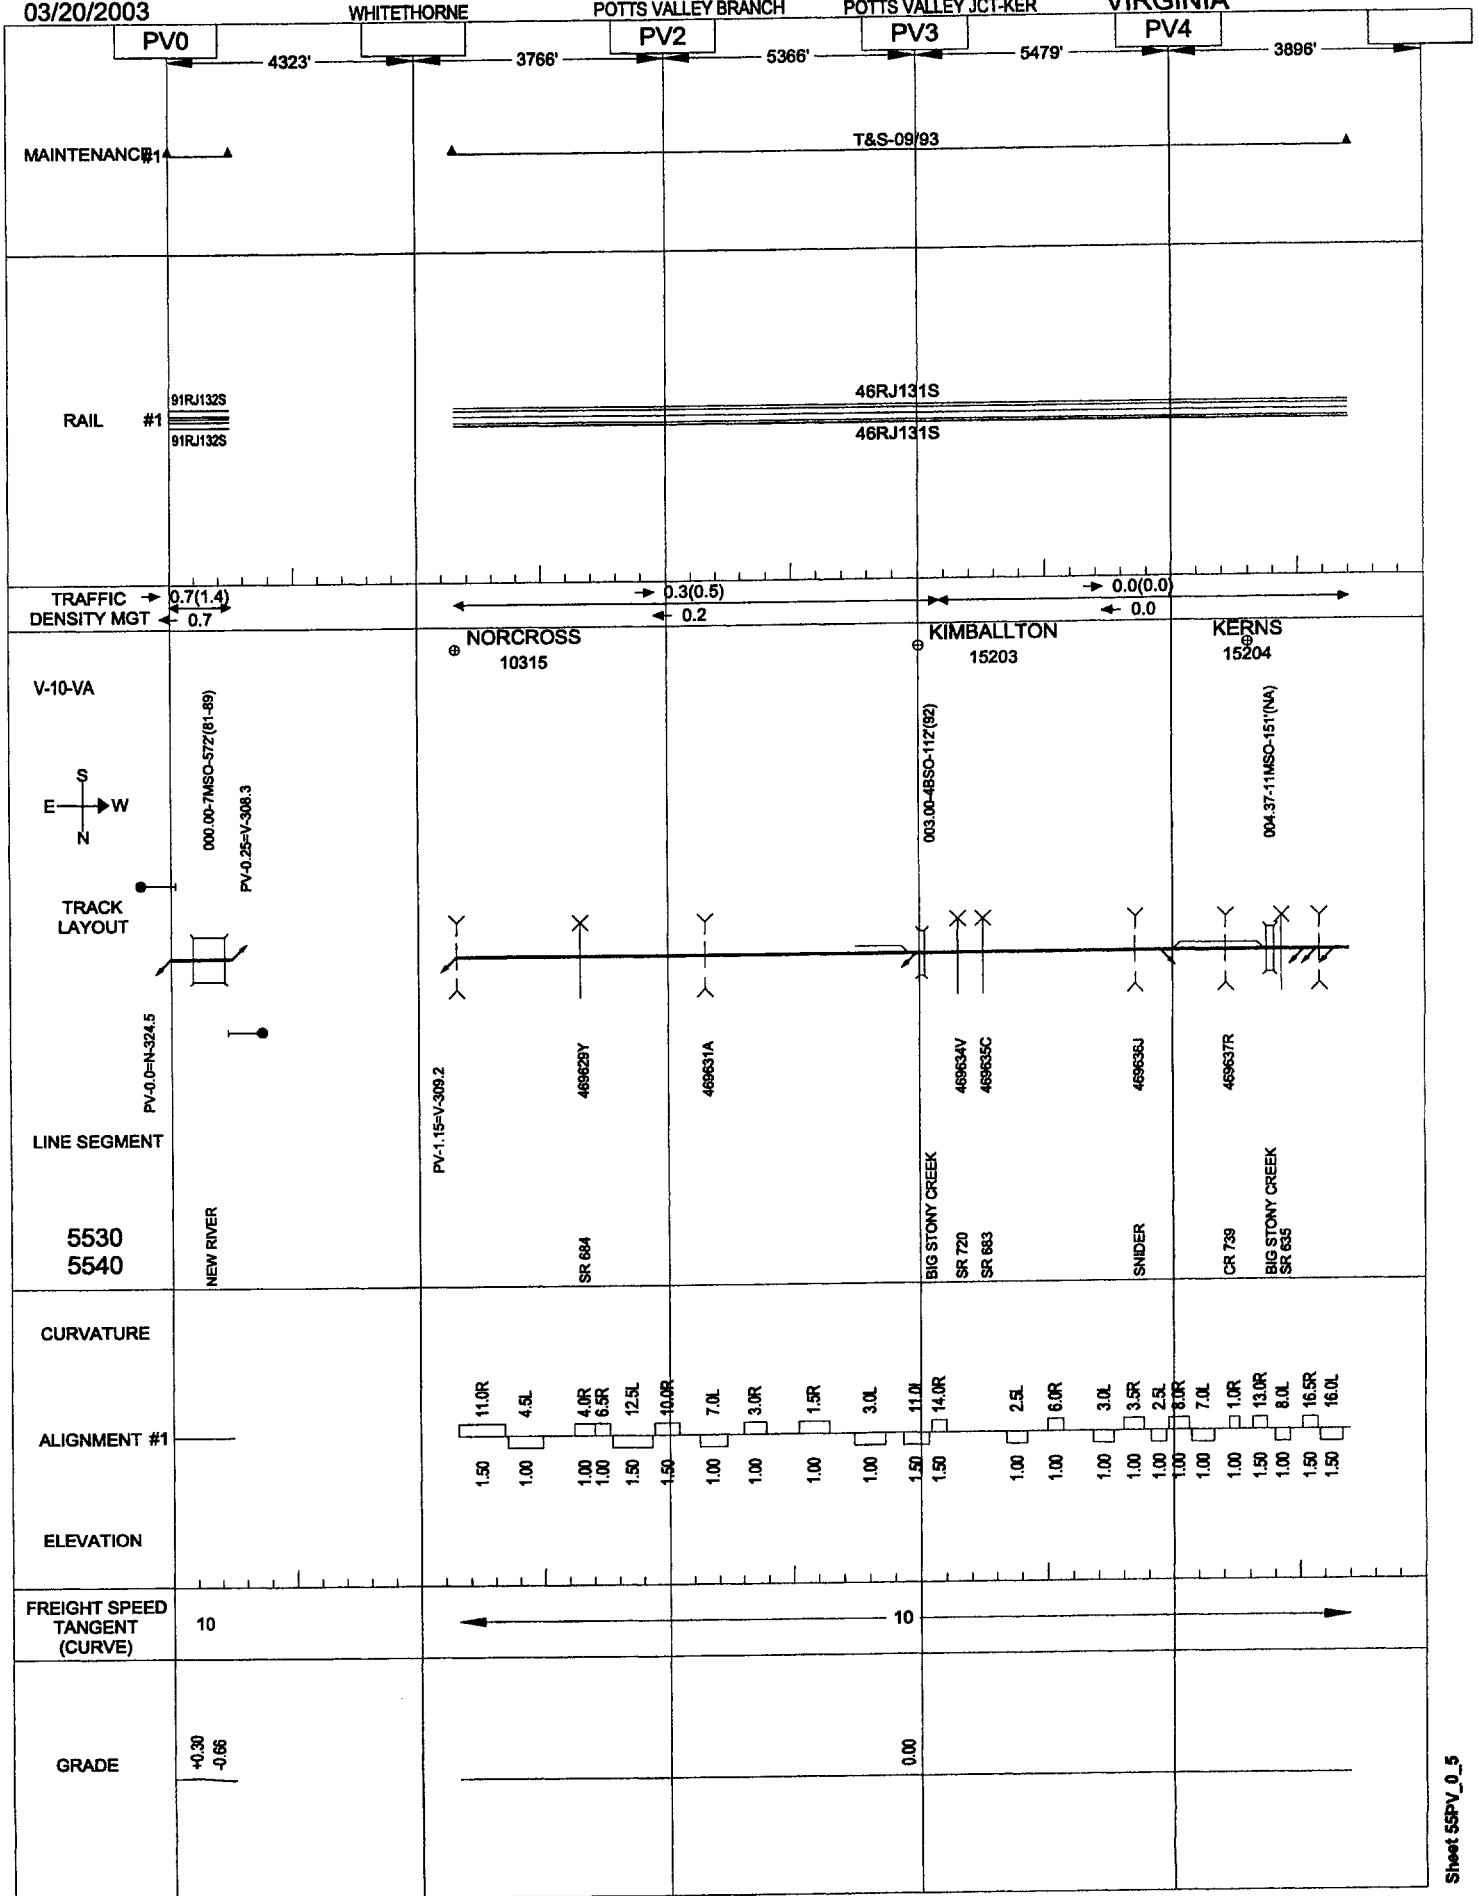 03/20/2003
WHITETHORNE
POTTS VALLEY BRANCH
POTTS VALLEY JCT-KER
VIRGINIA
PV0
PV2
PV3
PV4
4323'
3766'
5366'
5479'
3896'
MAINTENANCE #1
T&S-09/93
RAIL #1
91RJ132S
91RJ132S
46RJ131S
46RJ131S
TRAFFIC
DENSITY MGT
0.7(1.4)
0.7
0.3(0.5)
0.2
0.0(0.0)
0.0
NORCROSS
10315
KIMBALLTON
15203
KERNS
15204
V-10-VA
S
E
W
N
000.00-7MSO-572'(81-89)
PV-0.25=V-308.3
003.00-4BSO-112'(92)
004.37-11MSO-151'(NA)
TRACK
LAYOUT
PV-0.0=N-324.5
PV-1.15=V-309.2
469629Y
469631A
469634V
469635C
469636J
469637R
LINE SEGMENT
5530
5540
NEW RIVER
SR 684
BIG STONY CREEK
SR 720
SR 683
SNIDER
CR 739
BIG STONY CREEK
SR 635
CURVATURE
11.0R
4.5L
4.0R
6.5R
12.5L
10.0R
7.0L
3.0R
1.5R
3.0L
11.0L
14.0R
2.5L
6.0R
3.0L
3.5R
2.5L
8.0R
7.0L
1.0R
13.0R
8.0L
16.5R
16.0L
ALIGNMENT #1
1.50
1.00
1.00
1.00
1.50
1.50
1.00
1.00
1.00
1.00
1.50
1.50
1.00
1.00
1.00
1.00
1.00
1.00
1.00
1.00
1.50
1.00
1.50
1.50
ELEVATION
FREIGHT SPEED
TANGENT
(CURVE)
10
10
GRADE
+0.30
-0.66
0.00
Sheet 55PV_0_5